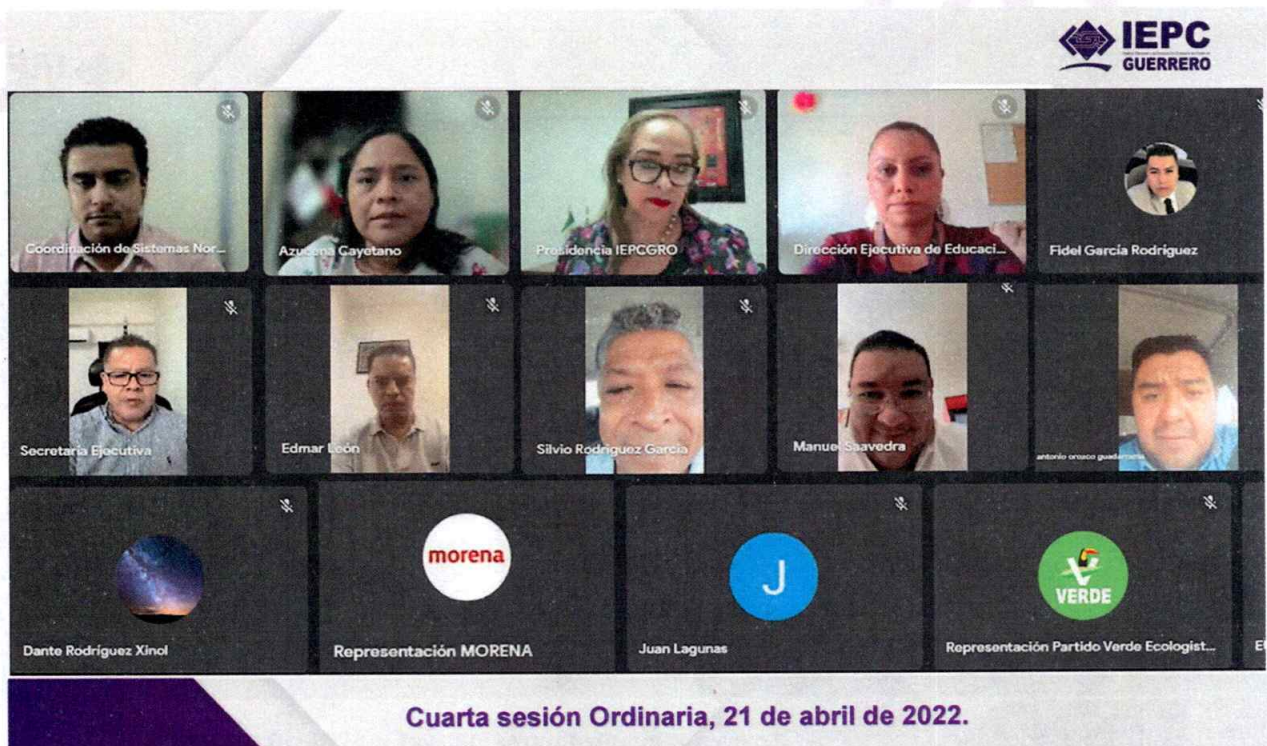 IEPC
GUERRERO
Coordinación de Sistemas Nor...
Azucena Cayetano
Presidencia IEPCGRO
Dirección Ejecutiva de Educaci...
Fidel García Rodriguez
Secretaría Ejecutiva
Edmar León
Silvio Rodríguez García
Manuel Saavedra
antonio orozco guadarrama
Dante Rodríguez Xinol
morena
Representación MORENA
J
Juan Lagunas
VERDE
Representación Partido Verde Ecologist...
Cuarta sesión Ordinaria, 21 de abril de 2022.